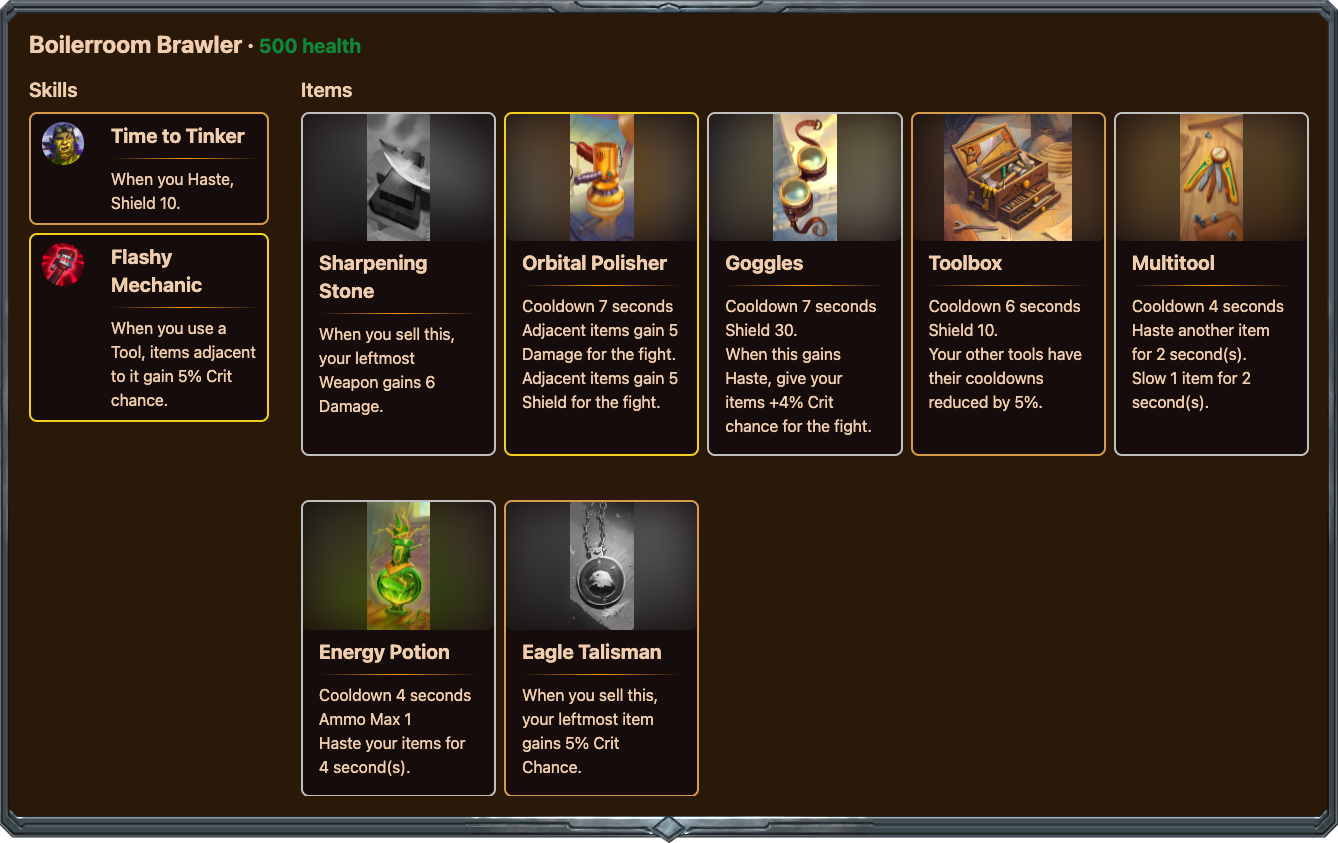 Boilerroom Brawler · 500 health
Skills
Time to Tinker
When you Haste,
Shield 10.
Flashy
Mechanic
When you use a
Tool, items adjacent
to it gain 5% Crit
chance.
Items
Sharpening
Stone
When you sell this,
your leftmost
Weapon gains 6
Damage.
Orbital Polisher
Cooldown 7 seconds
Adjacent items gain 5
Damage for the fight.
Adjacent items gain 5
Shield for the fight.
Goggles
Cooldown 7 seconds
Shield 30.
When this gains
Haste, give your
items +4% Crit
chance for the fight.
Toolbox
Cooldown 6 seconds
Shield 10.
Your other tools have
their cooldowns
reduced by 5%.
Multitool
Cooldown 4 seconds
Haste another item
for 2 second(s).
Slow 1 item for 2
second(s).
Energy Potion
Cooldown 4 seconds
Ammo Max 1
Haste your items for
4 second(s).
Eagle Talisman
When you sell this,
your leftmost item
gains 5% Crit
Chance.